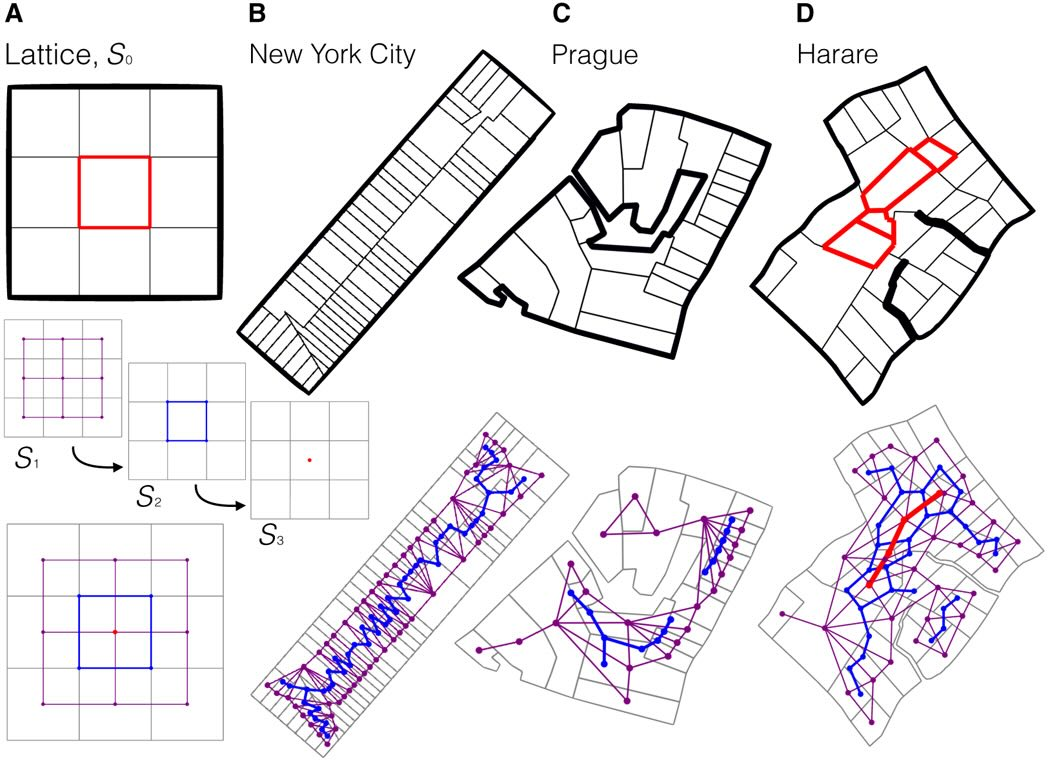 A
B
C
D
Lattice, S0
New York City
Prague
Harare
S1
S2
S3